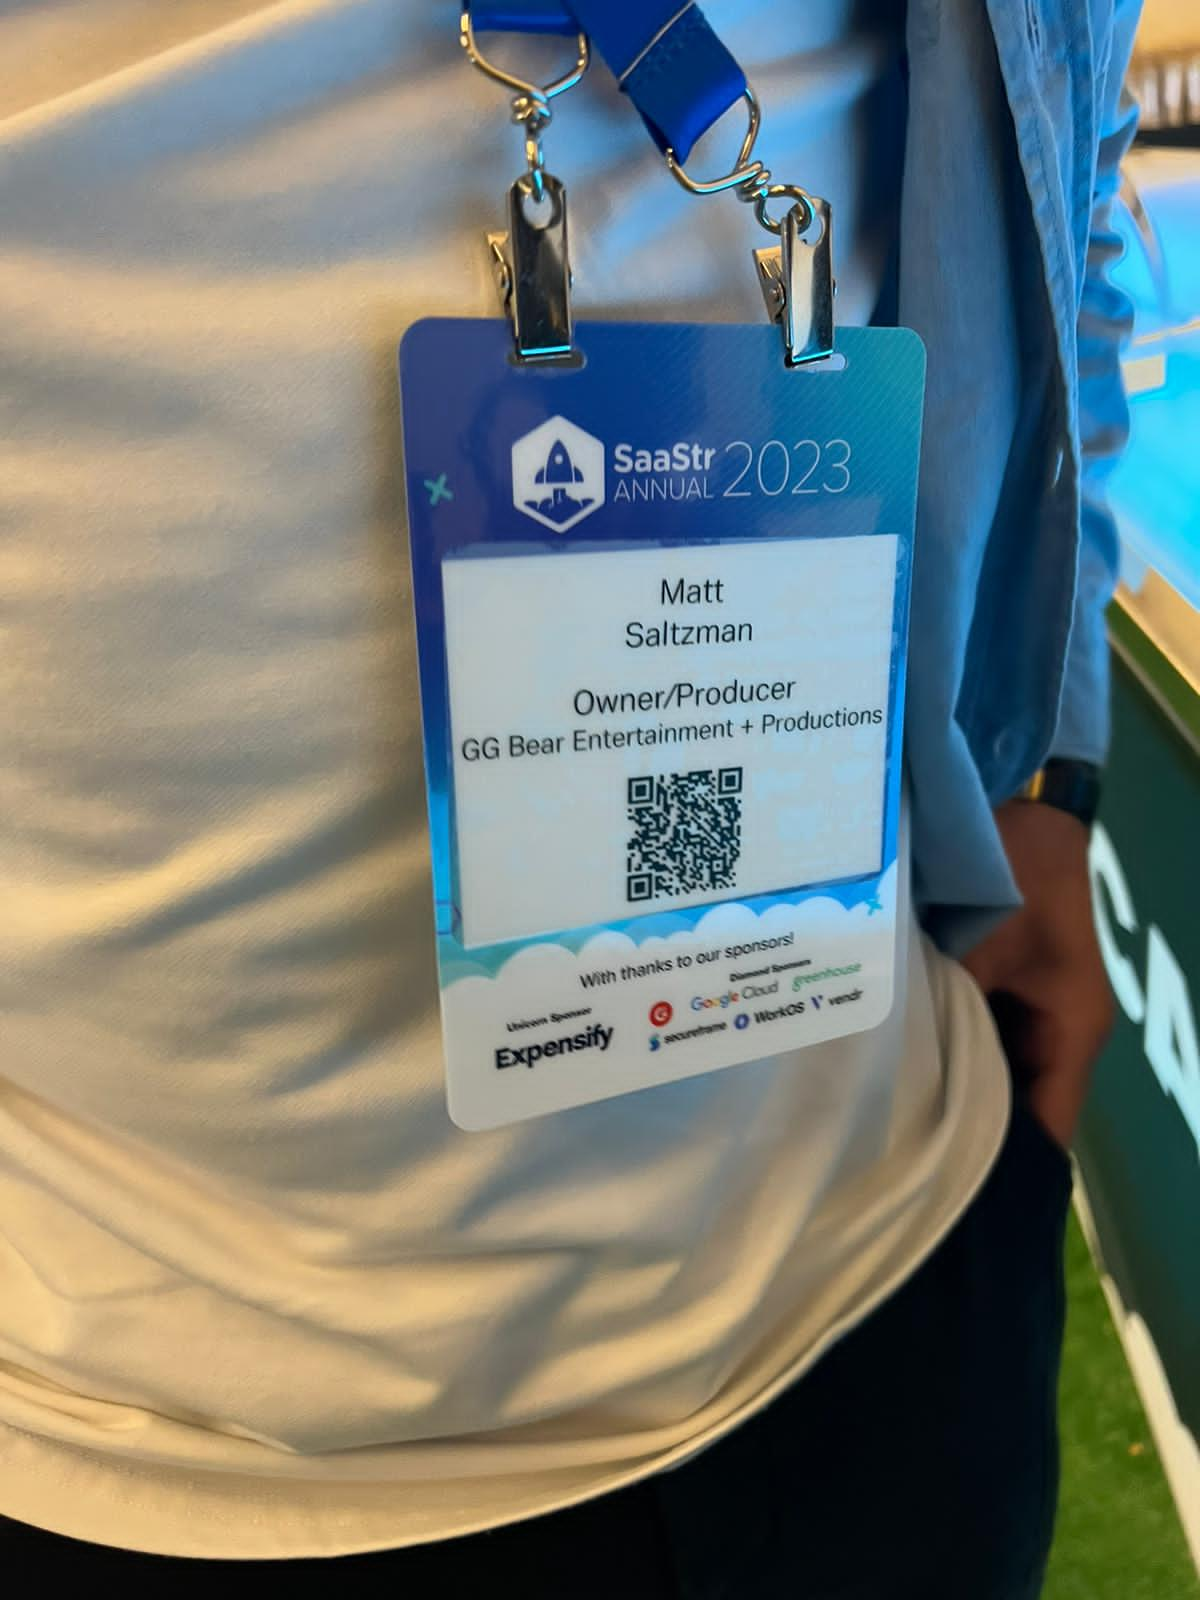 SaaStr
ANNUAL 2023
Matt
Saltzman
Owner/Producer
GG Bear Entertainment + Productions
With thanks to our sponsors!
Unicorn Sponsor
Expensify
Diamond Sponsors
G Google Cloud greenhouse
secureframe WorkOS vendr
CA